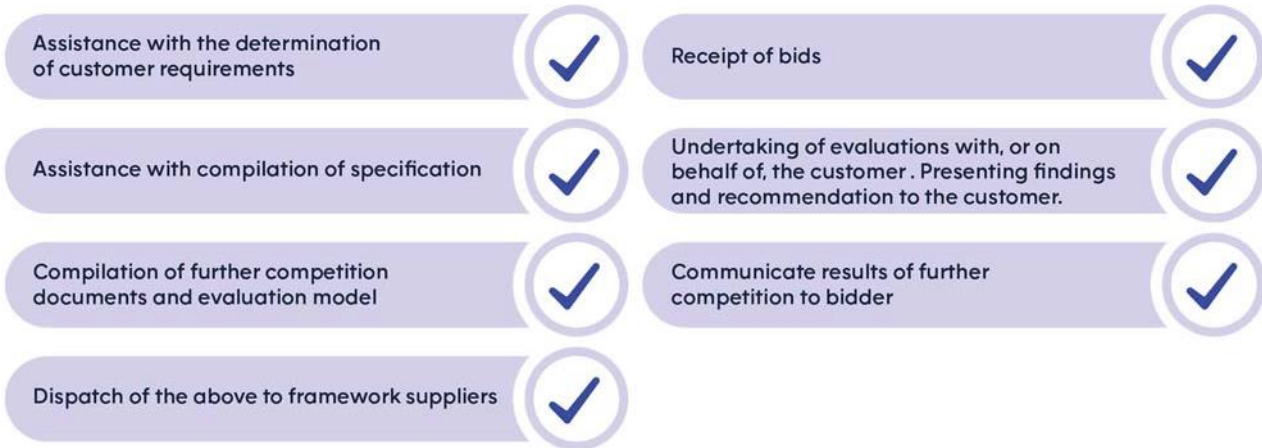 Assistance with the determination
of customer requirements
Assistance with compilation of specification
Compilation of further competition
documents and evaluation model
Dispatch of the above to framework suppliers
Receipt of bids
Undertaking of evaluations with, or on
behalf of, the customer . Presenting findings
and recommendation to the customer.
Communicate results of further
competition to bidder